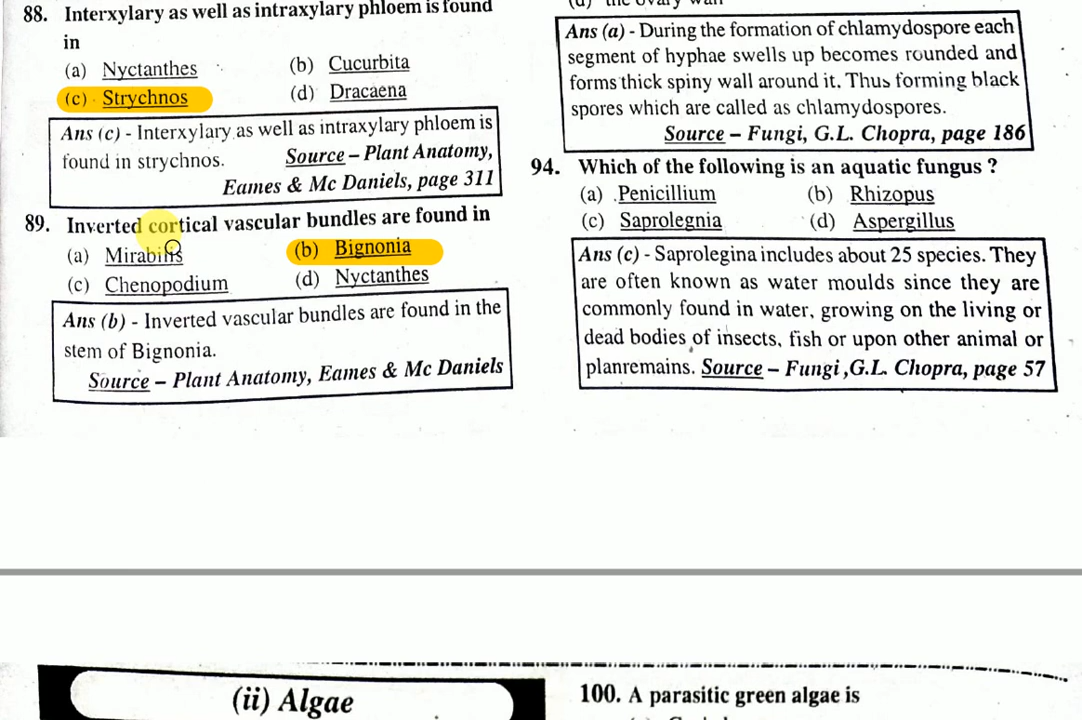 88. Interxylary as well as intraxylary phloem is found
in
(a) Nyctanthes (b) Cucurbita
(c) Strychnos (d) Dracaena
Ans (c) - Interxylary as well as intraxylary phloem is
found in strychnos. Source – Plant Anatomy,
Eames & Mc Daniels, page 311
89. Inverted cortical vascular bundles are found in
(a) Mirabilis (b) Bignonia
(c) Chenopodium (d) Nyctanthes
Ans (b) - Inverted vascular bundles are found in the
stem of Bignonia.
Source – Plant Anatomy, Eames & Mc Daniels
(d) the ovary wall
Ans (a) - During the formation of chlamydospore each
segment of hyphae swells up becomes rounded and
forms thick spiny wall around it. Thus forming black
spores which are called as chlamydospores.
Source – Fungi, G.L. Chopra, page 186
94. Which of the following is an aquatic fungus ?
(a) Penicillium (b) Rhizopus
(c) Saprolegnia (d) Aspergillus
Ans (c) - Saprolegina includes about 25 species. They
are often known as water moulds since they are
commonly found in water, growing on the living or
dead bodies of insects, fish or upon other animal or
planremains. Source – Fungi ,G.L. Chopra, page 57
(ii) Algae
100. A parasitic green algae is